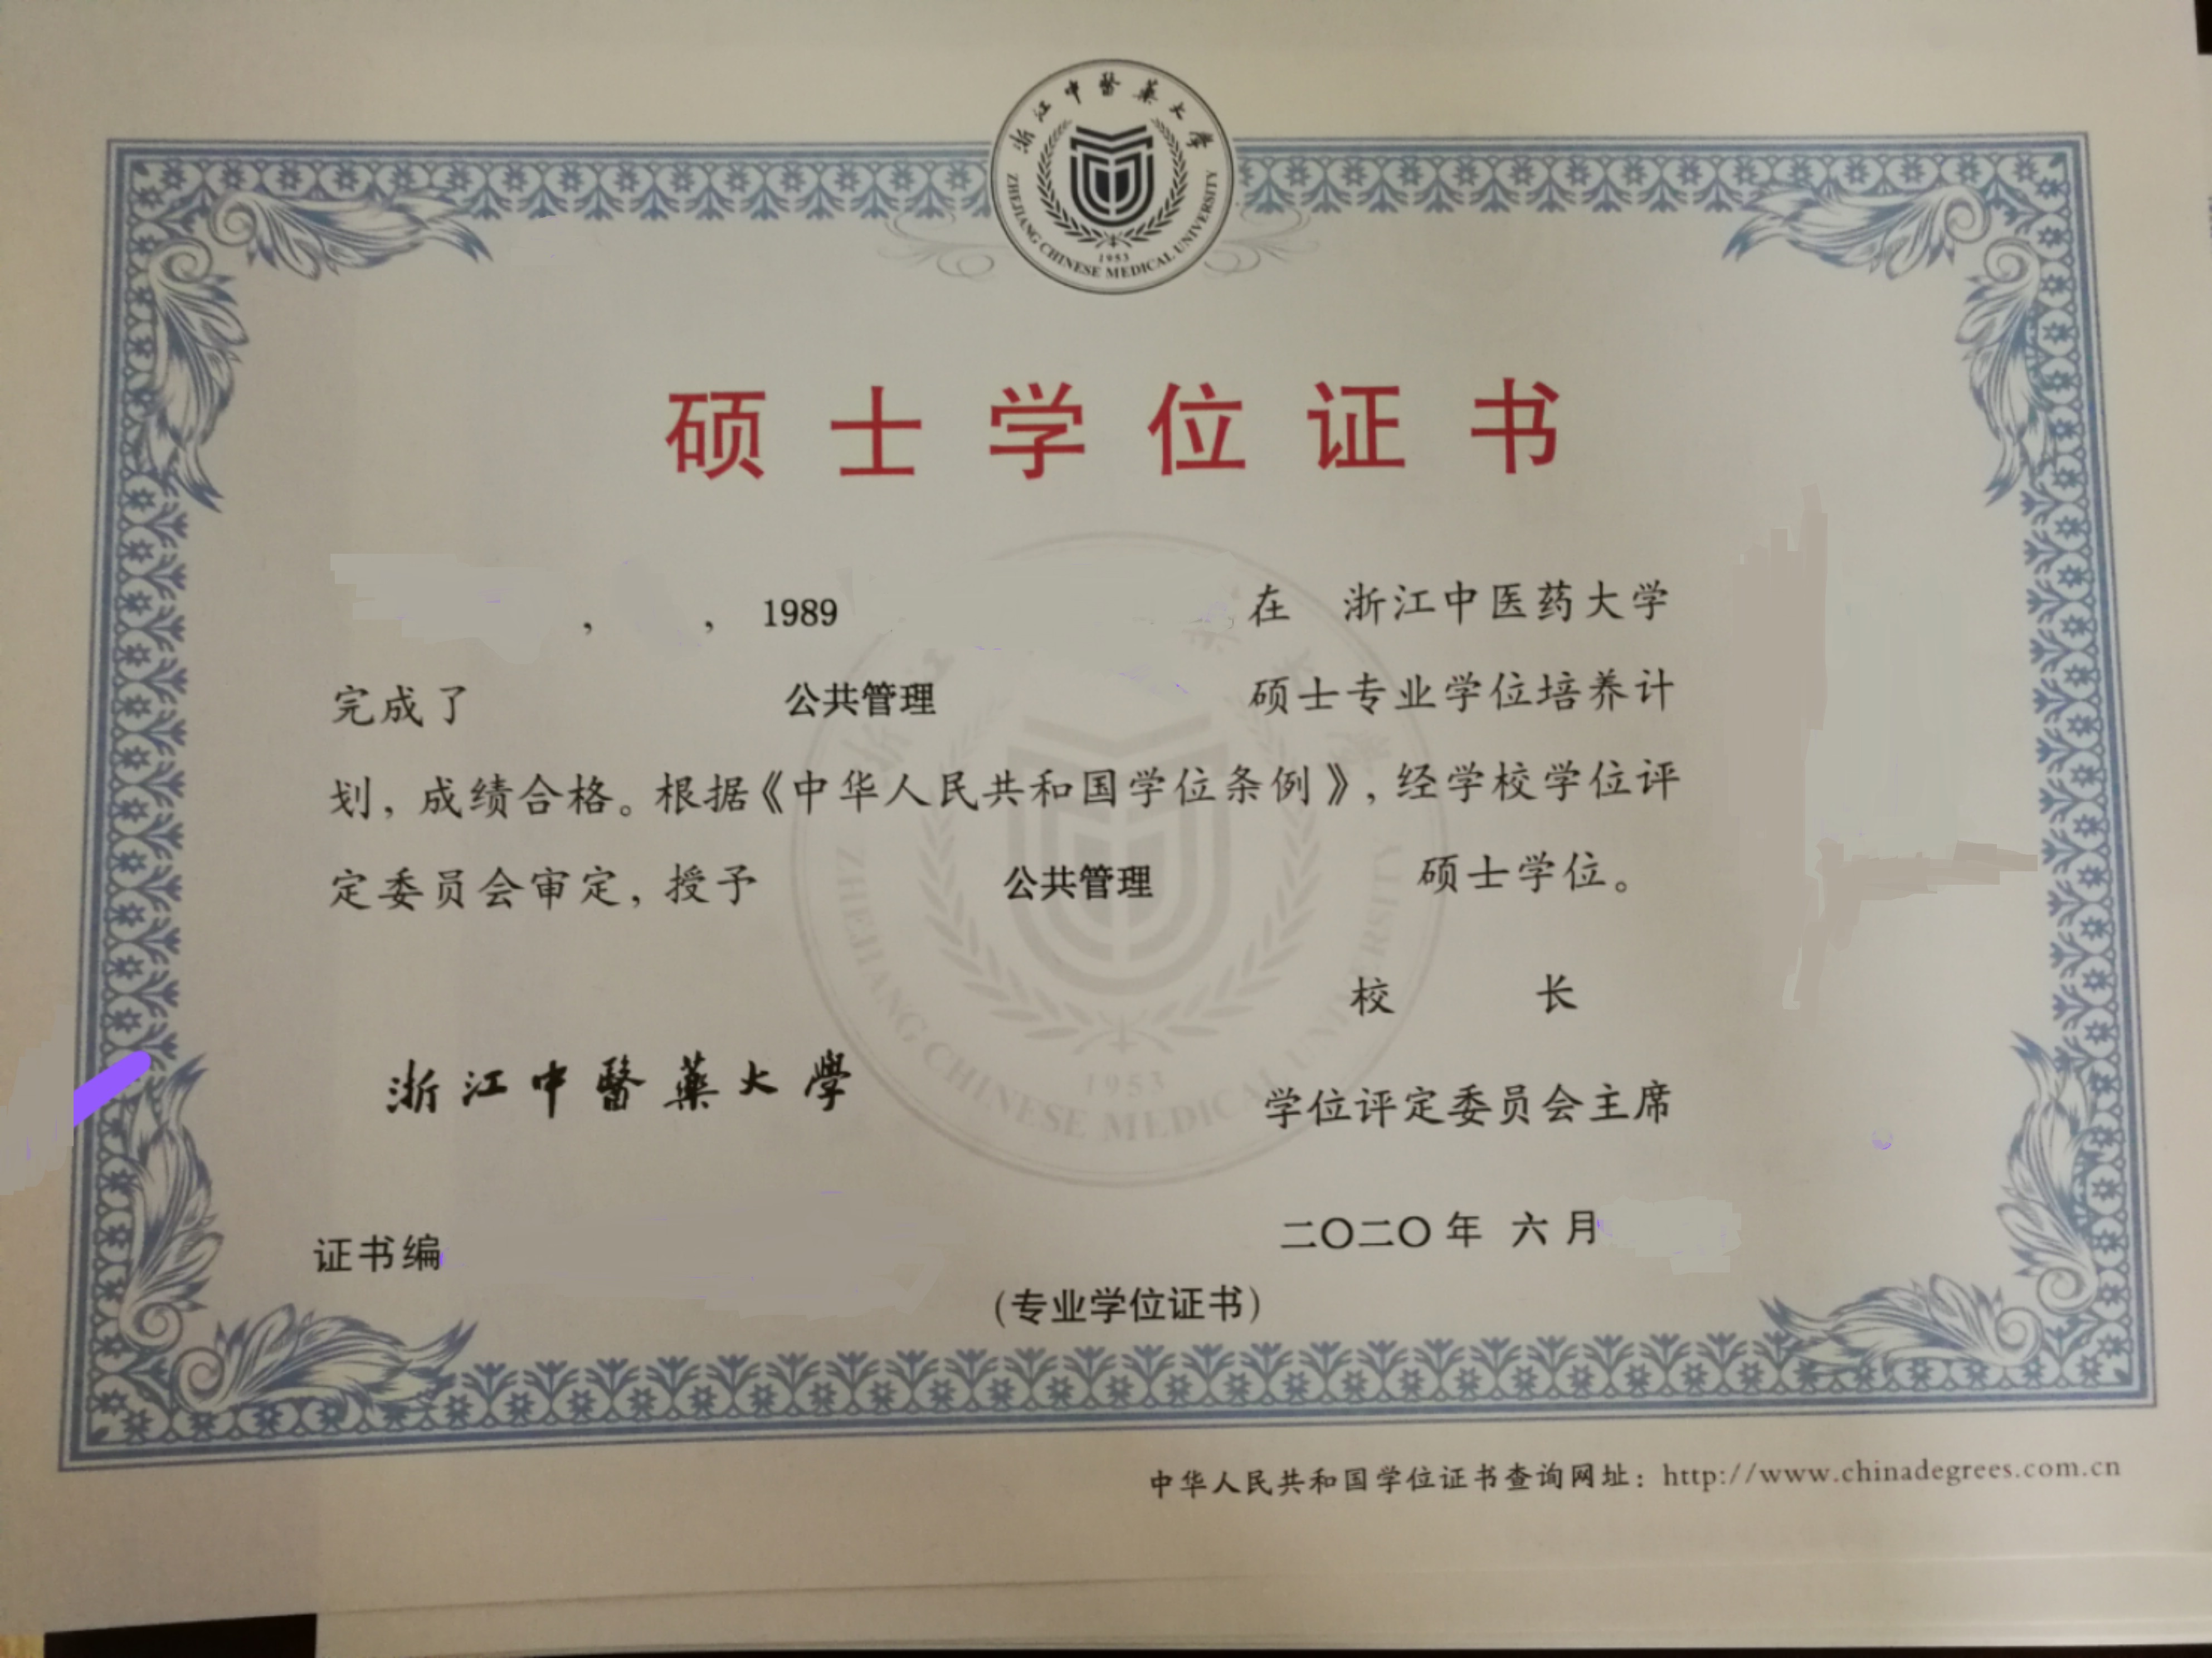 浙江中醫藥大學
ZHEJIANG CHINESE MEDICAL UNIVERSITY
1953
硕士学位证书
， ， 1989 在 浙江中医药大学
完成了 公共管理 硕士专业学位培养计
划，成绩合格。根据《中华人民共和国学位条例》，经学校学位评
定委员会审定，授予 公共管理 硕士学位。
校 长
浙江中醫藥大學
学位评定委员会主席
证书编
二〇二〇年 六月
(专业学位证书)
中华人民共和国学位证书查询网址：http://www.chinadegrees.com.cn
ZHEJIANG CHINESE MEDICAL UNIVERSITY
1953